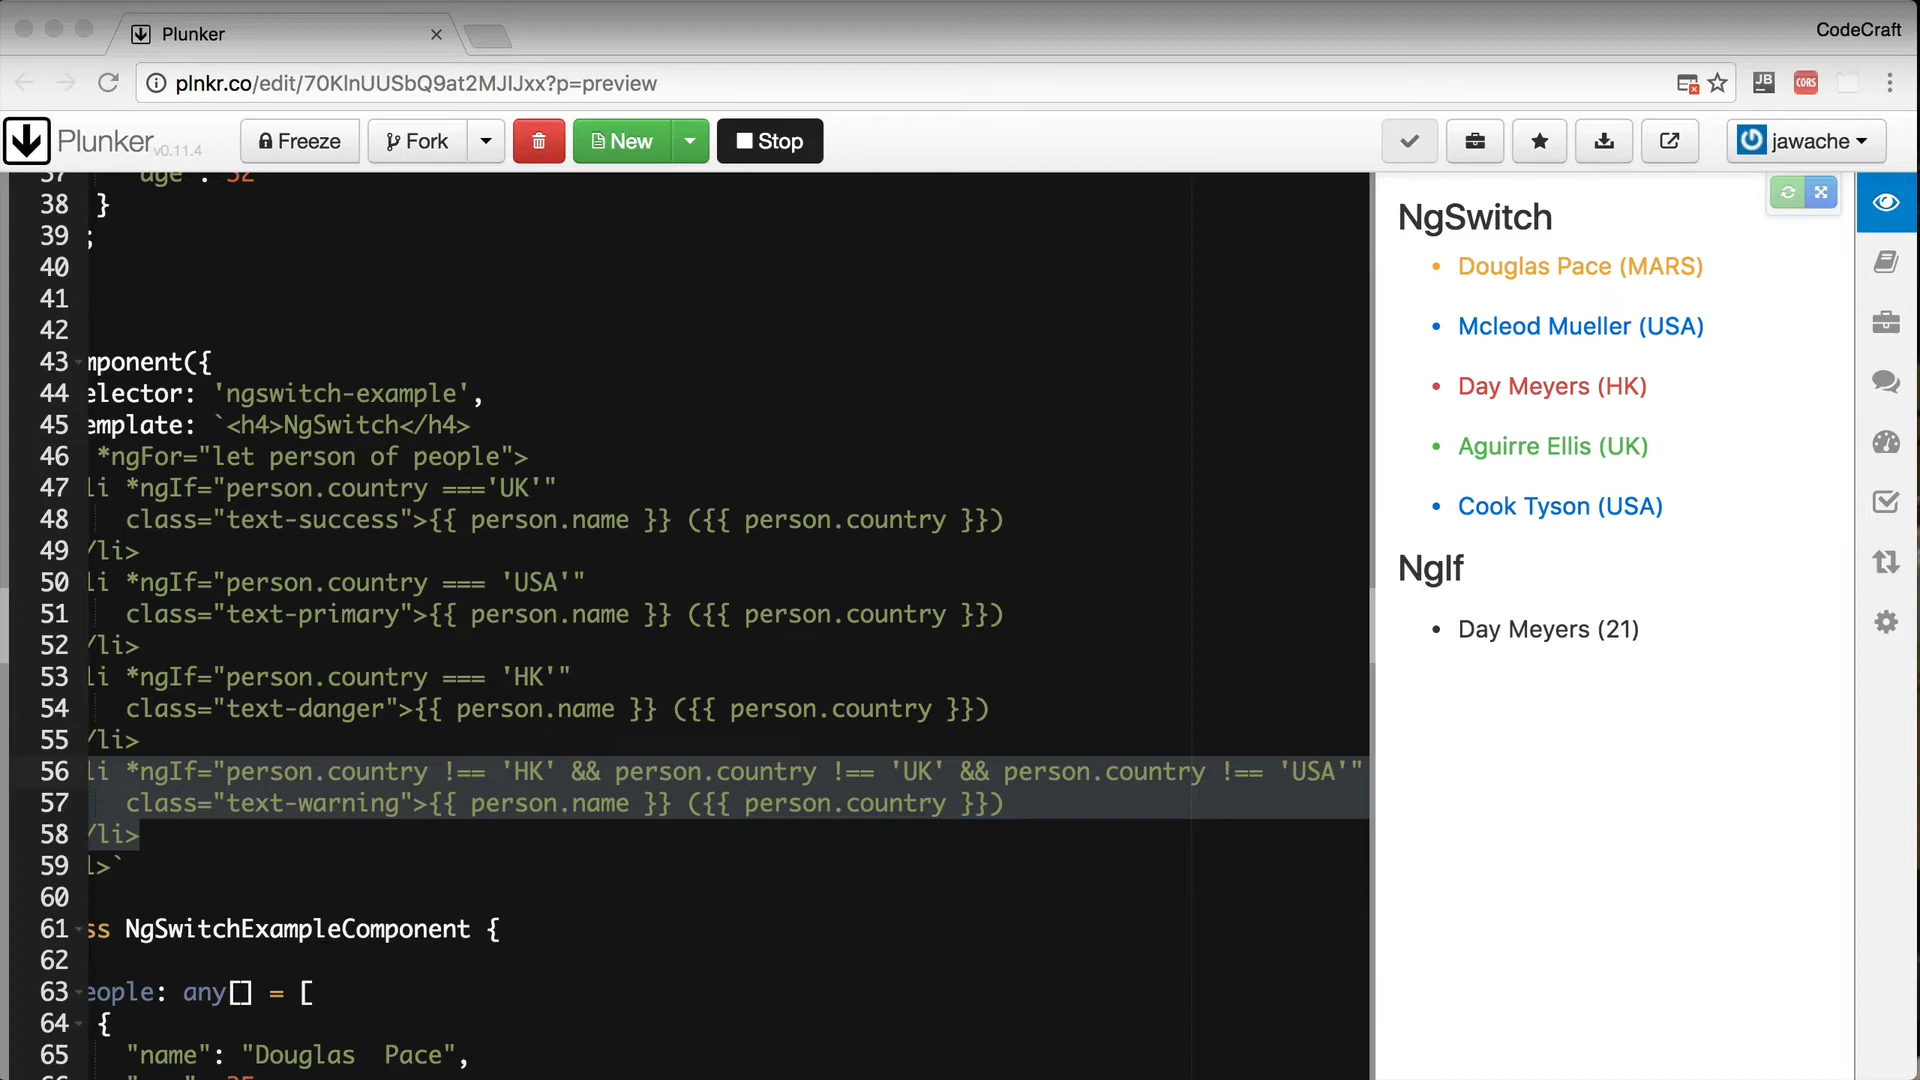 Plunker
CodeCraft
plnkr.co/edit/70KlnUUSbQ9at2MJIJxx?p=preview
JB
CORS
Plunker v0.11.4
Freeze
Fork
New
Stop
jawache
37 age : 32
38 }
39 ;
40
41
42
43 mponent({
44 elector: 'ngswitch-example',
45 emplate: `<h4>NgSwitch</h4>
46 *ngFor="let person of people">
47 li *ngIf="person.country ==='UK'"
48 class="text-success">{{ person.name }} ({{ person.country }})
49 /li>
50 li *ngIf="person.country === 'USA'"
51 class="text-primary">{{ person.name }} ({{ person.country }})
52 /li>
53 li *ngIf="person.country === 'HK'"
54 class="text-danger">{{ person.name }} ({{ person.country }})
55 /li>
56 li *ngIf="person.country !== 'HK' && person.country !== 'UK' && person.country !== 'USA'"
57 class="text-warning">{{ person.name }} ({{ person.country }})
58 /li>
59 l>`
60
61 ss NgSwitchExampleComponent {
62
63 eople: any[] = [
64 {
65 "name": "Douglas  Pace",
NgSwitch
• Douglas Pace (MARS)
• Mcleod Mueller (USA)
• Day Meyers (HK)
• Aguirre Ellis (UK)
• Cook Tyson (USA)
NgIf
• Day Meyers (21)